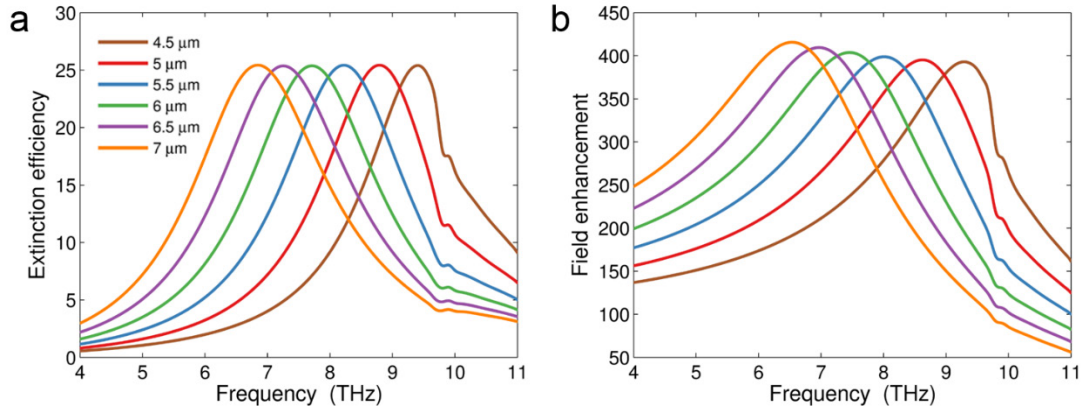 a
30
25
20
15
10
5
0
Extinction efficiency
4.5 μm
5 μm
5.5 μm
6 μm
6.5 μm
7 μm
4 5 6 7 8 9 10 11
Frequency (THz)
b
450
400
350
300
250
200
150
100
50
Field enhancement
4 5 6 7 8 9 10 11
Frequency (THz)